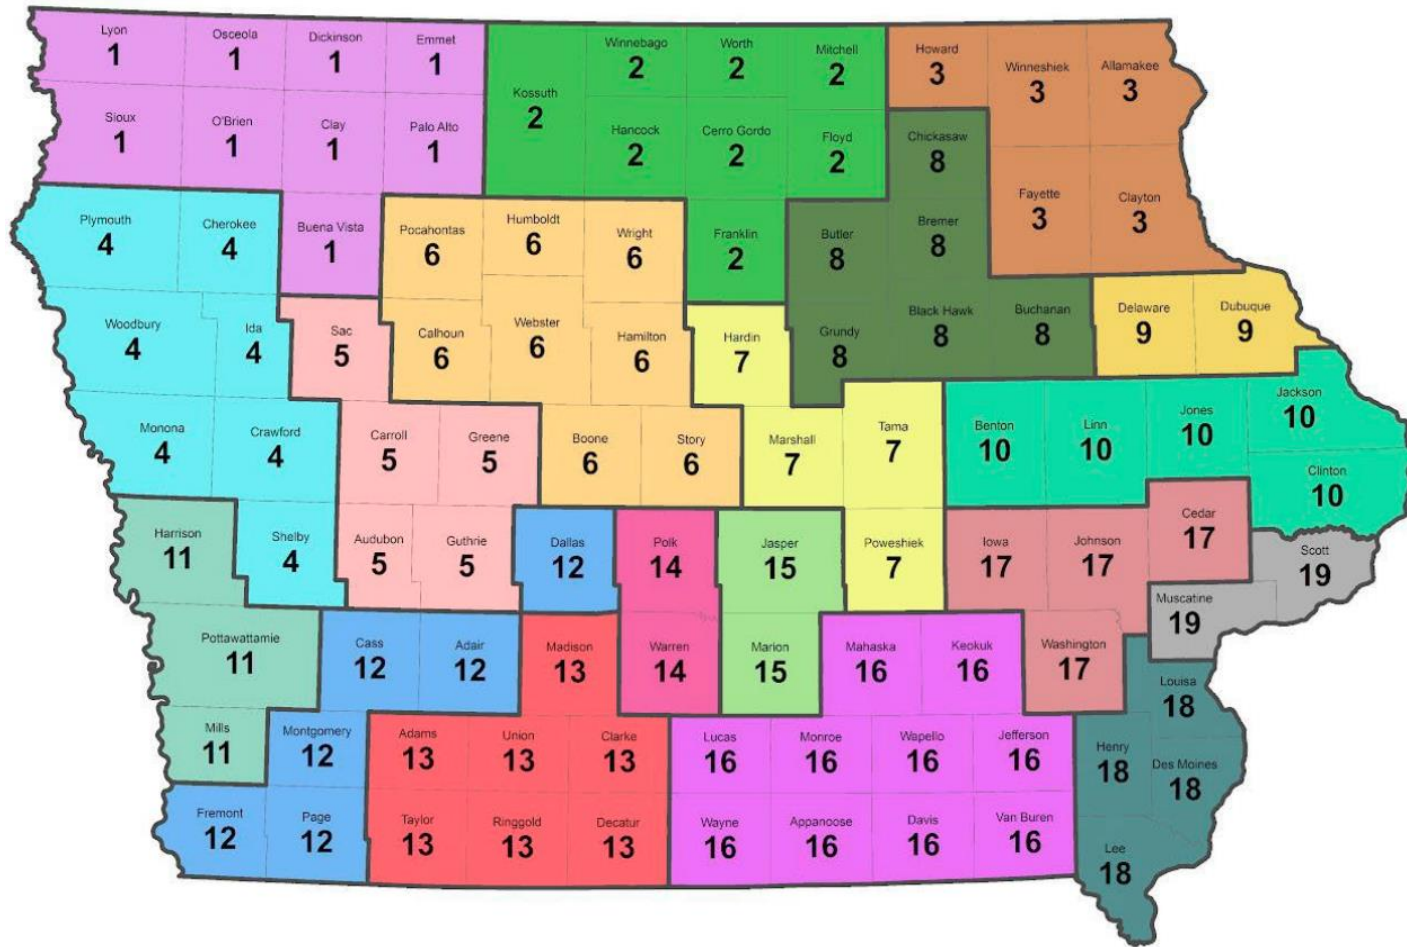 Lyon
1
Osceola
1
Dickinson
1
Emmet
1
Kossuth
2
Winnebago
2
Worth
2
Mitchell
2
Howard
3
Winneshiek
3
Allamakee
3
Sioux
1
O'Brien
1
Clay
1
Palo Alto
1
Hancock
2
Cerro Gordo
2
Floyd
2
Chickasaw
8
Fayette
3
Clayton
3
Plymouth
4
Cherokee
4
Buena Vista
1
Pocahontas
6
Humboldt
6
Wright
6
Franklin
2
Butler
8
Bremer
8
Woodbury
4
Ida
4
Sac
5
Calhoun
6
Webster
6
Hamilton
6
Hardin
7
Grundy
8
Black Hawk
8
Buchanan
8
Delaware
9
Dubuque
9
Monona
4
Crawford
4
Carroll
5
Greene
5
Boone
6
Story
6
Marshall
7
Tama
7
Benton
10
Linn
10
Jones
10
Jackson
10
Clinton
10
Harrison
11
Shelby
4
Audubon
5
Guthrie
5
Dallas
12
Polk
14
Jasper
15
Poweshiek
7
Iowa
17
Johnson
17
Cedar
17
Scott
19
Muscatine
19
Pottawattamie
11
Cass
12
Adair
12
Madison
13
Warren
14
Marion
15
Mahaska
16
Keokuk
16
Washington
17
Louisa
18
Mills
11
Montgomery
12
Adams
13
Union
13
Clarke
13
Lucas
16
Monroe
16
Wapello
16
Jefferson
16
Henry
18
Des Moines
18
Fremont
12
Page
12
Taylor
13
Ringgold
13
Decatur
13
Wayne
16
Appanoose
16
Davis
16
Van Buren
16
Lee
18